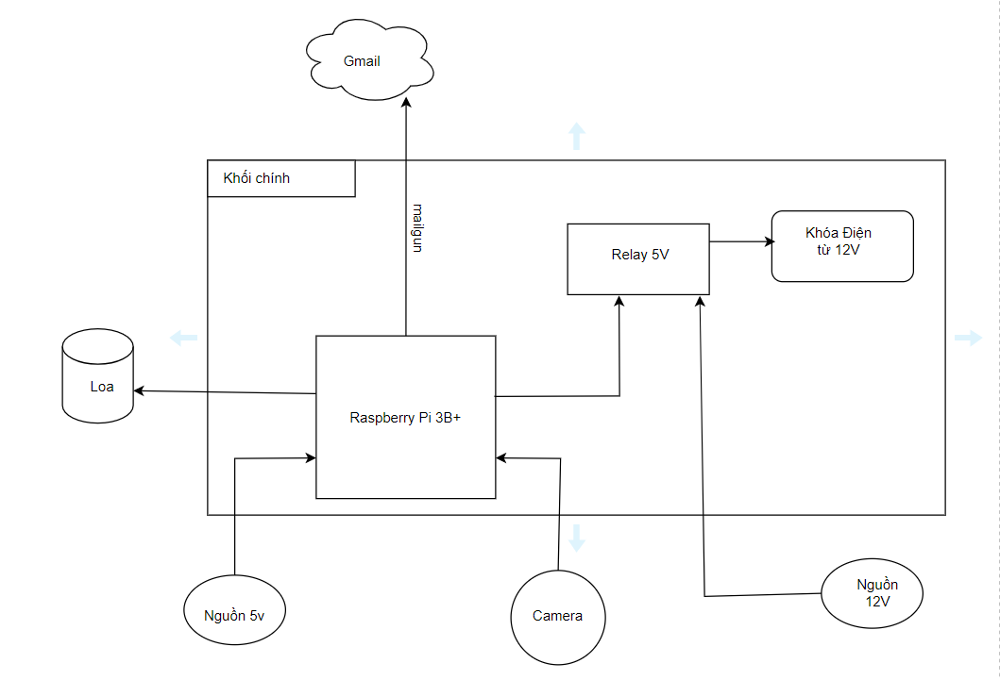 Gmail
Khối chính
mailgun
Relay 5V
Khóa Điện
từ 12V
Loa
Raspberry Pi 3B+
Nguồn 5v
Camera
Nguồn
12V